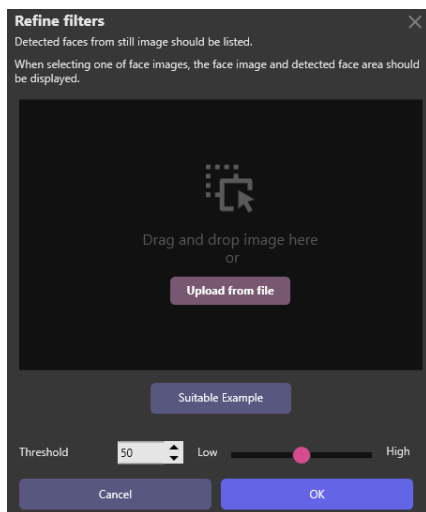 Refine filters
Detected faces from still image should be listed.
When selecting one of face images, the face image and detected face area should
be displayed.
Drag and drop image here
or
Upload from file
Suitable Example
Threshold 50 Low High
Cancel OK